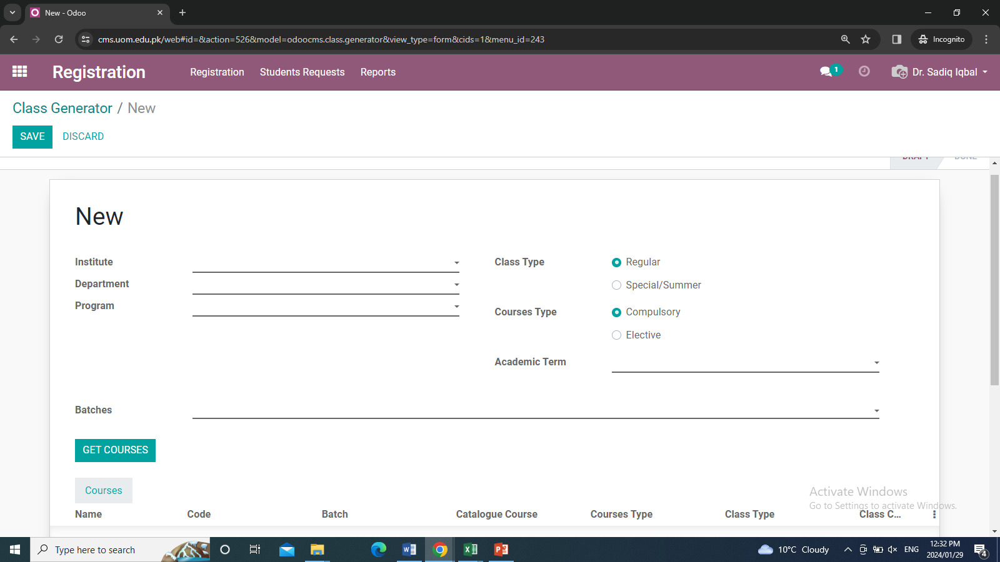 New - Odoo
cms.uom.edu.pk/web#id=&action=526&model=odoocms.class.generator&view_type=form&cids=1&menu_id=243
Incognito
Registration
Registration Students Requests Reports
1
Dr. Sadiq Iqbal
Class Generator / New
SAVE DISCARD
DRAFT DONE
New
Institute
Department
Program
Class Type
Regular
Special/Summer
Courses Type
Compulsory
Elective
Academic Term
Batches
GET COURSES
Courses
Name Code Batch Catalogue Course Courses Type Class Type Class C...
Activate Windows
Go to Settings to activate Windows.
Type here to search
10°C Cloudy
ENG
12:32 PM
2024/01/29
4